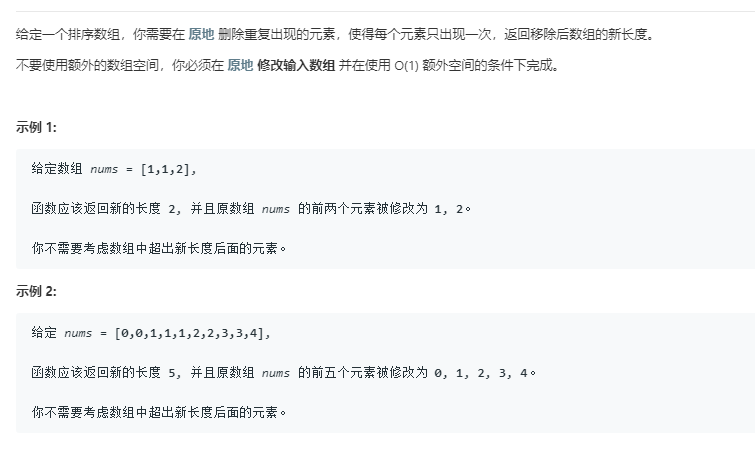 给定一个排序数组，你需要在 原地 删除重复出现的元素，使得每个元素只出现一次，返回移除后数组的新长度。
不要使用额外的数组空间，你必须在 原地 修改输入数组 并在使用 O(1) 额外空间的条件下完成。
示例 1:
给定数组 nums = [1,1,2],
函数应该返回新的长度 2, 并且原数组 nums 的前两个元素被修改为 1, 2。
你不需要考虑数组中超出新长度后面的元素。
示例 2:
给定 nums = [0,0,1,1,1,2,2,3,3,4],
函数应该返回新的长度 5, 并且原数组 nums 的前五个元素被修改为 0, 1, 2, 3, 4。
你不需要考虑数组中超出新长度后面的元素。